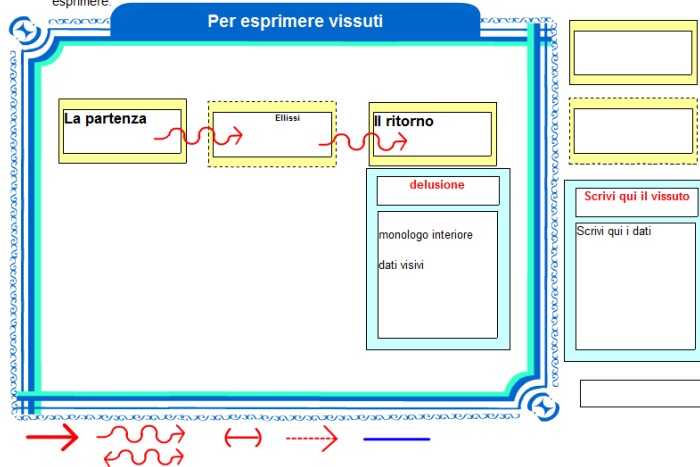 esprimere.
Per esprimere vissuti
La partenza
Ellissi
Il ritorno
delusione
monologo interiore
dati visivi
Scrivi qui il vissuto
Scrivi qui i dati